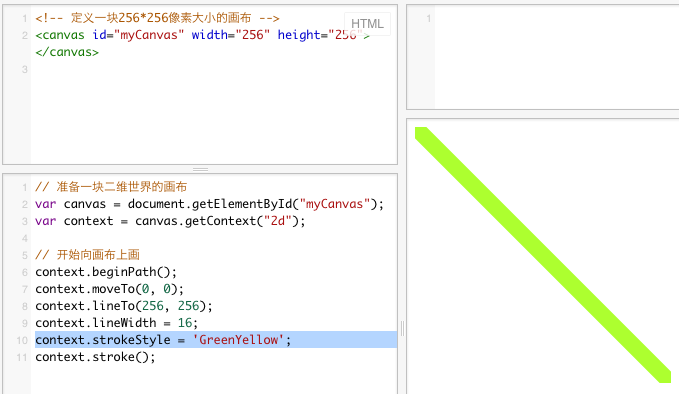 1 <!-- 定义一块256*256像素大小的画布 -->
HTML
2 <canvas id="myCanvas" width="256" height="256">
</canvas>
3
1
1 // 准备一块二维世界的画布
2 var canvas = document.getElementById("myCanvas");
3 var context = canvas.getContext("2d");
4
5 // 开始向画布上画
6 context.beginPath();
7 context.moveTo(0, 0);
8 context.lineTo(256, 256);
9 context.lineWidth = 16;
10 context.strokeStyle = 'GreenYellow';
11 context.stroke();